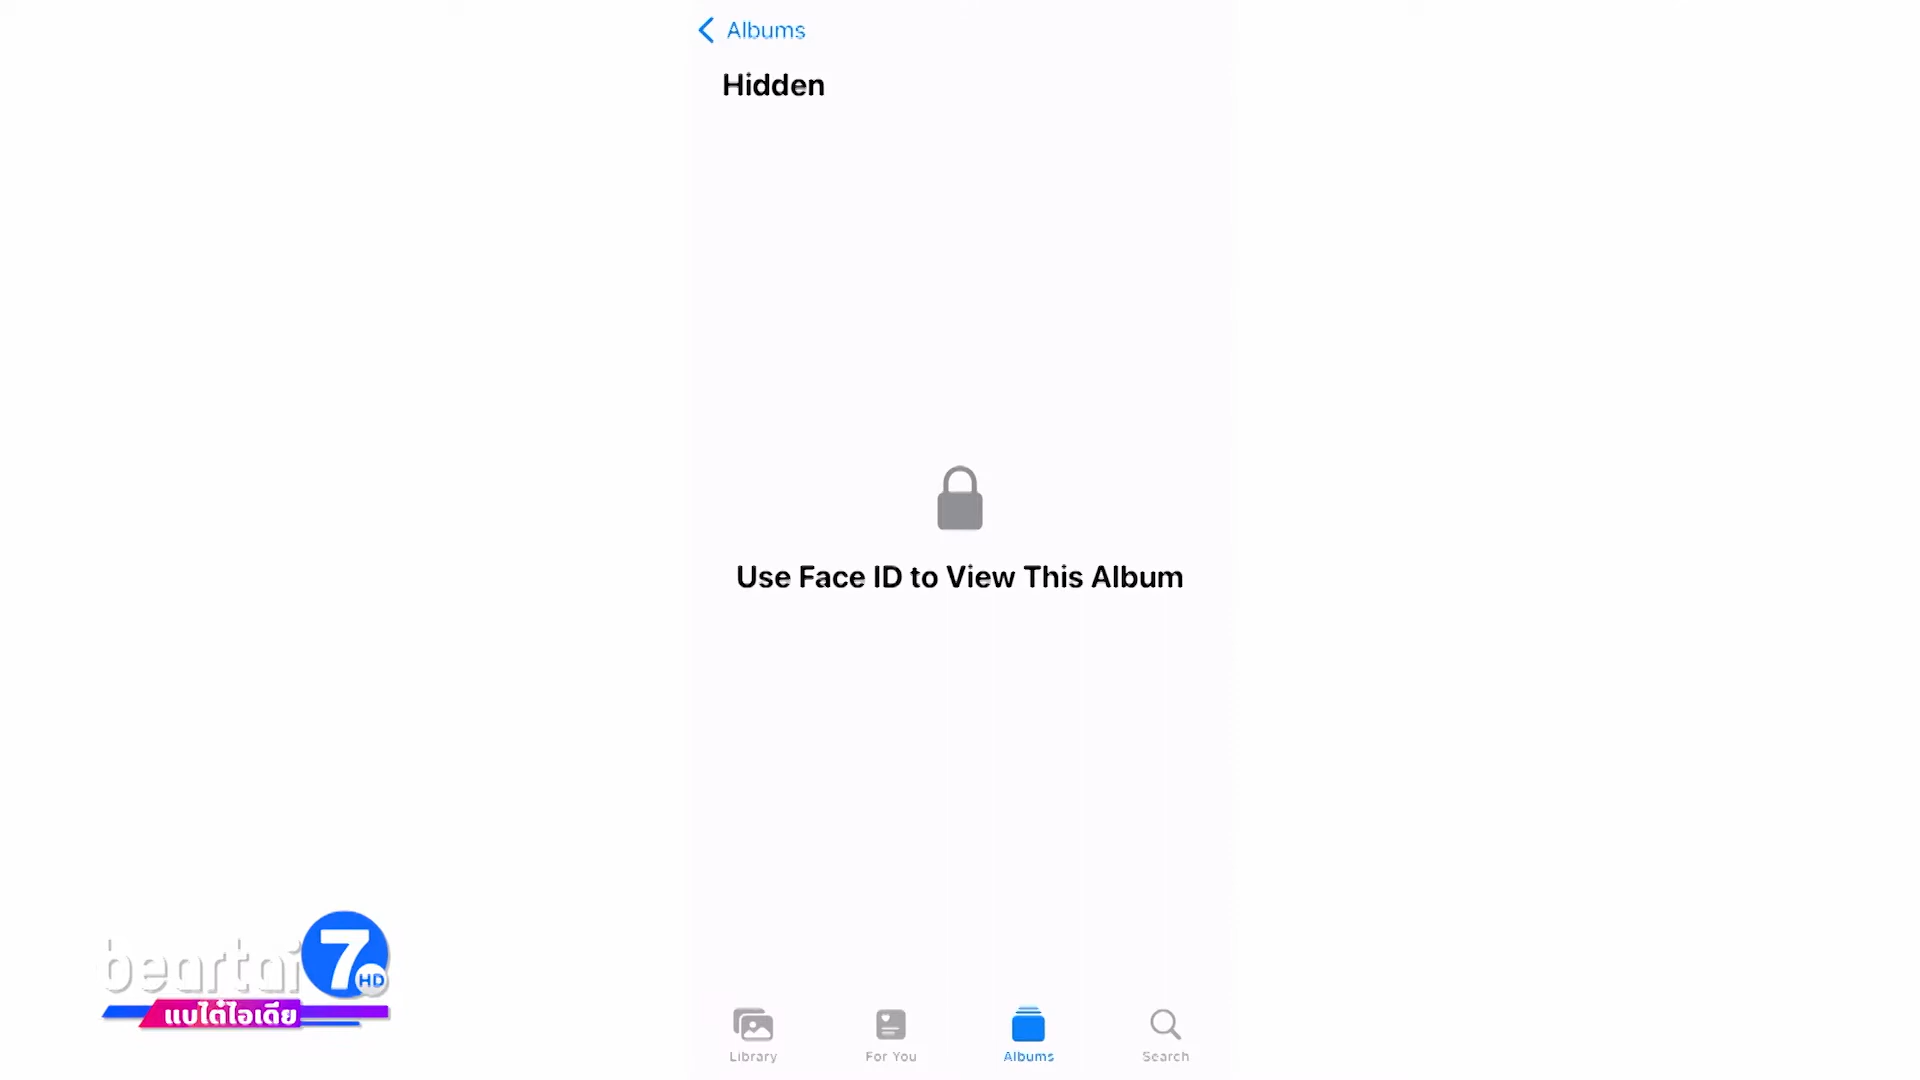 Albums
Hidden
Use Face ID to View This Album
beartai 7 HD
แบไต๋ไอเดีย
Library
For You
Albums
Search